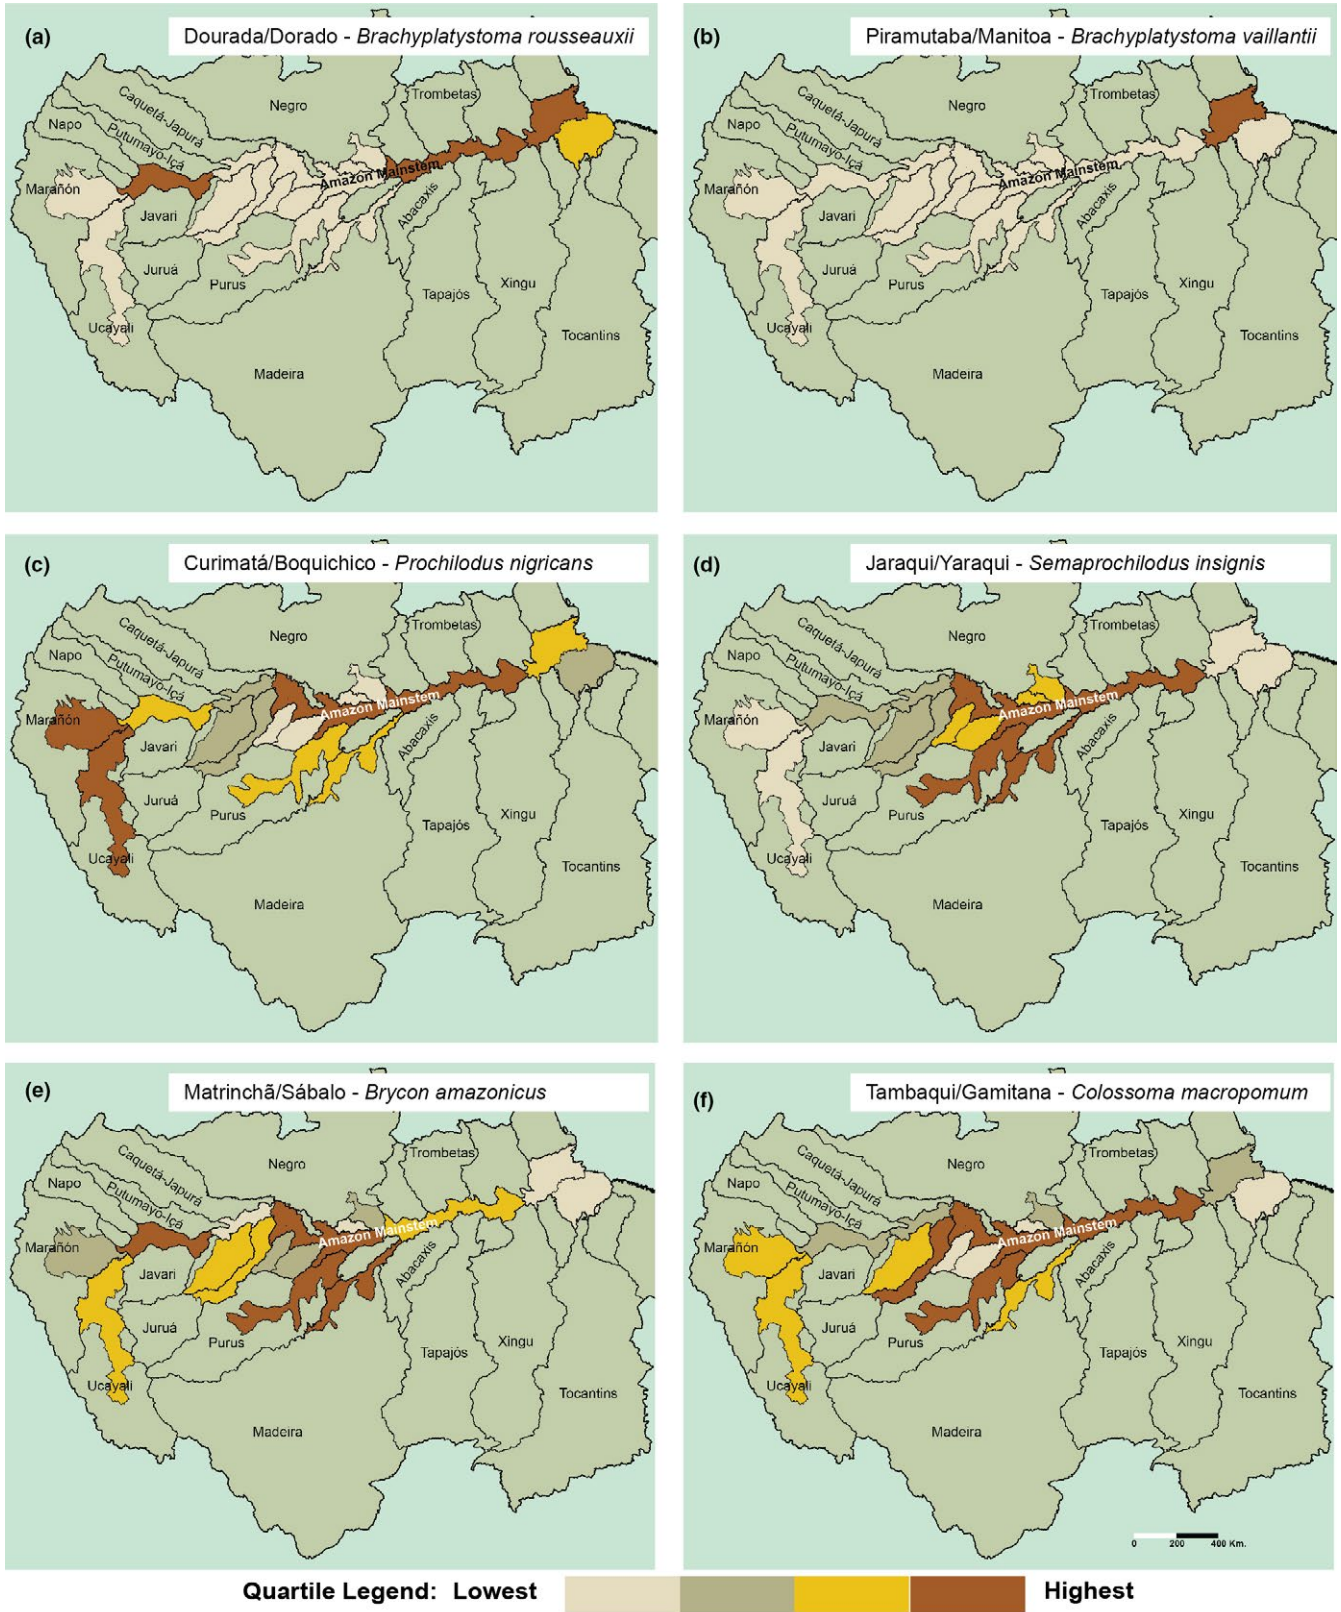 (a)
Dourada/Dorado - Brachyplatystoma rousseauxii
Caquetá-Japurá
Negro
Trombetas
Napo
Putumayo-Içá
Marañón
Amazon Mainstem
Javari
Abacaxis
Juruá
Purus
Tapajós
Xingu
Ucayali
Tocantins
Madeira
(b)
Piramutaba/Manitoa - Brachyplatystoma vaillantii
Caquetá-Japurá
Negro
Trombetas
Napo
Putumayo-Içá
Marañón
Amazon Mainstem
Javari
Abacaxis
Juruá
Purus
Tapajós
Xingu
Ucayali
Tocantins
Madeira
(c)
Curimatá/Boquichico - Prochilodus nigricans
Caquetá-Japurá
Negro
Trombetas
Napo
Putumayo-Içá
Marañón
Amazon Mainstem
Javari
Abacaxis
Juruá
Purus
Tapajós
Xingu
Ucayali
Tocantins
Madeira
(d)
Jaraqui/Yaraqui - Semaprochilodus insignis
Caquetá-Japurá
Negro
Trombetas
Napo
Putumayo-Içá
Marañón
Amazon Mainstem
Javari
Abacaxis
Juruá
Purus
Tapajós
Xingu
Ucayali
Tocantins
Madeira
(e)
Matrinchã/Sábalo - Brycon amazonicus
Caquetá-Japurá
Negro
Trombetas
Napo
Putumayo-Içá
Marañón
Amazon Mainstem
Javari
Abacaxis
Juruá
Purus
Tapajós
Xingu
Ucayali
Tocantins
Madeira
(f)
Tambaqui/Gamitana - Colossoma macropomum
Caquetá-Japurá
Negro
Trombetas
Napo
Putumayo-Içá
Marañón
Amazon Mainstem
Javari
Abacaxis
Juruá
Purus
Tapajós
Xingu
Ucayali
Tocantins
Madeira
0 200 400 Km.
Quartile Legend: Lowest Highest